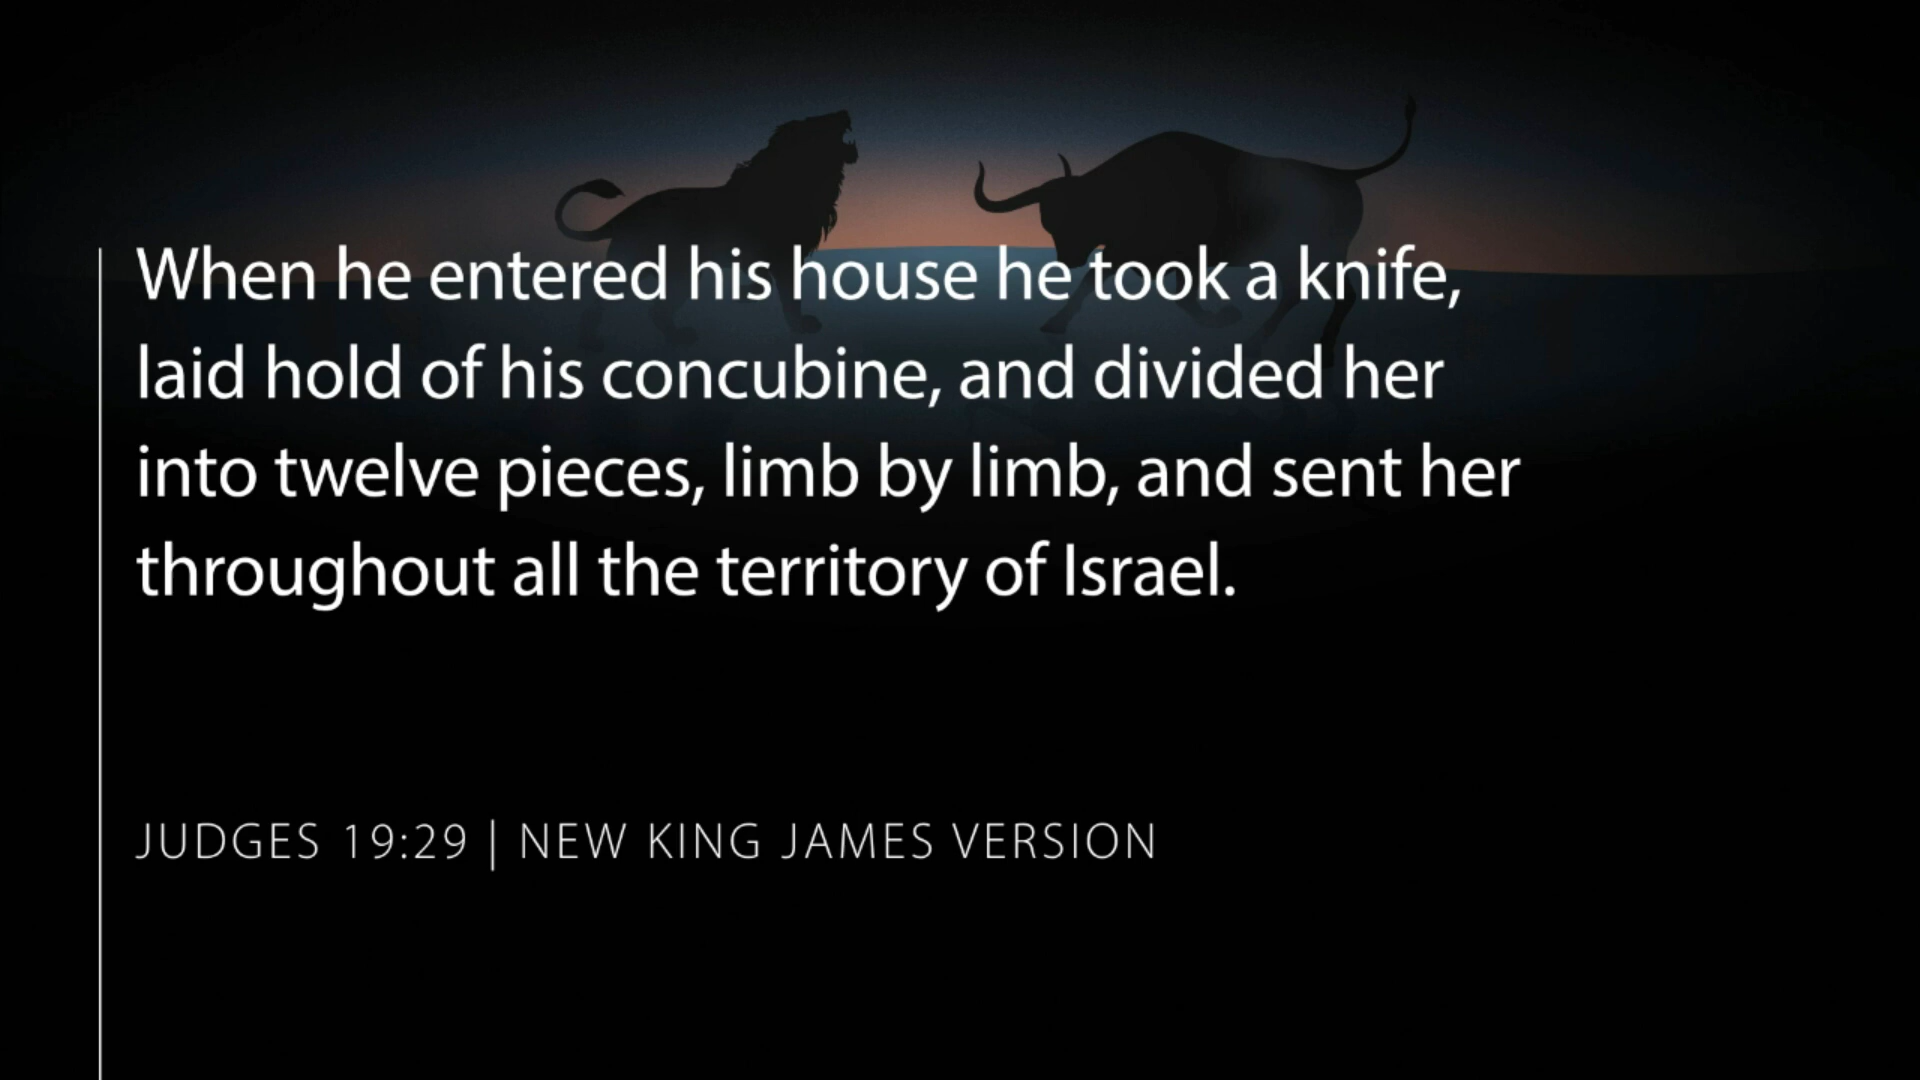 When he entered his house he took a knife,
laid hold of his concubine, and divided her
into twelve pieces, limb by limb, and sent her
throughout all the territory of Israel.
JUDGES 19:29 | NEW KING JAMES VERSION